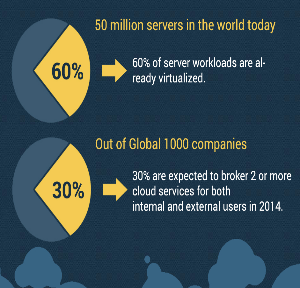 50 million servers in the world today
60%
60% of server workloads are al-
ready virtualized.
Out of Global 1000 companies
30%
30% are expected to broker 2 or more
cloud services for both
internal and external users in 2014.